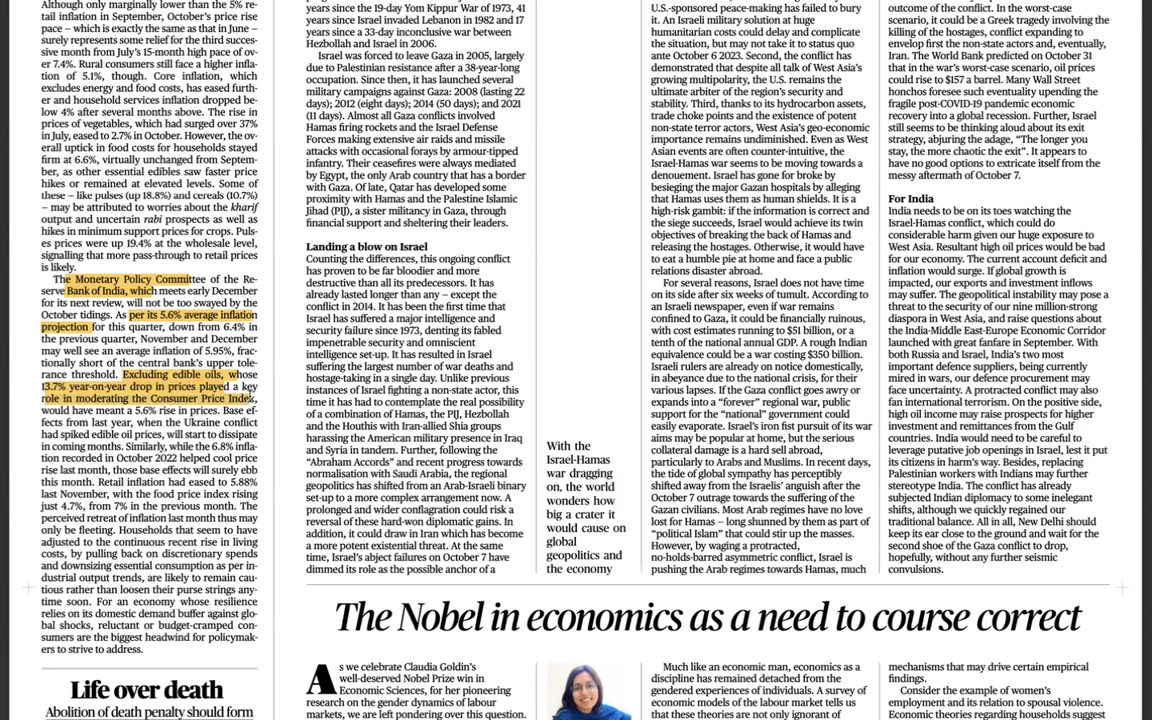 Although only marginally lower than the 5% re-
tail inflation in September, October's price rise
pace – which is exactly the same as that in June –
surely represents some relief for the third succes-
sive month from July's 15-month high pace of ov-
er 7.4%. Rural consumers still face a higher infla-
tion of 5.1%, though. Core inflation, which
excludes energy and food costs, has eased furth-
er and household services inflation dropped be-
low 4% after several months above. The rise in
prices of vegetables, which had surged over 37%
in July, eased to 2.7% in October. However, the ov-
erall uptick in food costs for households stayed
firm at 6.6%, virtually unchanged from Septem-
ber, as other essential edibles saw faster price
hikes or remained at elevated levels. Some of
these – like pulses (up 18.8%) and cereals (10.7%)
– may be attributed to worries about the kharif
output and uncertain rabi prospects as well as
hikes in minimum support prices for crops. Puls-
es prices were up 19.4% at the wholesale level,
signalling that more pass-through to retail prices
is likely.
The Monetary Policy Committee of the Re-
serve Bank of India, which meets early December
for its next review, will not be too swayed by the
October tidings. As per its 5.6% average inflation
projection for this quarter, down from 6.4% in
the previous quarter, November and December
may well see an average inflation of 5.95%, frac-
tionally short of the central bank's upper tole-
rance threshold. Excluding edible oils, whose
13.7% year-on-year drop in prices played a key
role in moderating the Consumer Price Index,
would have meant a 5.6% rise in prices. Base ef-
fects from last year, when the Ukraine conflict
had spiked edible oil prices, will start to dissipate
in coming months. Similarly, while the 6.8% infla-
tion recorded in October 2022 helped cool price
rise last month, those base effects will surely ebb
this month. Retail inflation had eased to 5.88%
last November, with the food price index rising
just 4.7%, from 7% in the previous month. The
perceived retreat of inflation last month thus may
only be fleeting. Households that seem to have
adjusted to the continuous recent rise in living
costs, by pulling back on discretionary spends
and downsizing essential consumption as per in-
dustrial output trends, are likely to remain cau-
tious rather than loosen their purse strings any-
time soon. For an economy whose resilience
relies on its domestic demand buffer against glo-
bal shocks, reluctant or budget-cramped con-
sumers are the biggest headwind for policymak-
ers to strive to address.
Life over death
Abolition of death penalty should form
years since the 19-day Yom Kippur War of 1973, 41
years since Israel invaded Lebanon in 1982 and 17
years since a 33-day inconclusive war between
Hezbollah and Israel in 2006.
Israel was forced to leave Gaza in 2005, largely
due to Palestinian resistance after a 38-year-long
occupation. Since then, it has launched several
military campaigns against Gaza: 2008 (lasting 22
days); 2012 (eight days); 2014 (50 days); and 2021
(11 days). Almost all Gaza conflicts involved
Hamas firing rockets and the Israel Defense
Forces making extensive air raids and missile
attacks with occasional forays by armour-tipped
infantry. Their ceasefires were always mediated
by Egypt, the only Arab country that has a border
with Gaza. Of late, Qatar has developed some
proximity with Hamas and the Palestine Islamic
Jihad (PIJ), a sister militancy in Gaza, through
financial support and sheltering their leaders.
Landing a blow on Israel
Counting the differences, this ongoing conflict
has proven to be far bloodier and more
destructive than all its predecessors. It has
already lasted longer than any – except the
conflict in 2014. It has been the first time that
Israel has suffered a major intelligence and
security failure since 1973, denting its fabled
impenetrable security and omniscient
intelligence set-up. It has resulted in Israel
suffering the largest number of war deaths and
hostage-taking in a single day. Unlike previous
instances of Israel fighting a non-state actor, this
time it has had to contemplate the real possibility
of a combination of Hamas, the PIJ, Hezbollah
and the Houthis with Iran-allied Shia groups
harassing the American military presence in Iraq
and Syria in tandem. Further, following the
“Abraham Accords” and recent progress towards
normalisation with Saudi Arabia, the regional
geopolitics has shifted from an Arab-Israeli binary
set-up to a more complex arrangement now. A
prolonged and wider conflagration could risk a
reversal of these hard-won diplomatic gains. In
addition, it could draw in Iran which has become
a more potent existential threat. At the same
time, Israel's abject failures on October 7 have
dimmed its role as the possible anchor of a
With the
Israel-Hamas
war dragging
on, the world
wonders how
big a crater it
would cause on
global
geopolitics and
the economy
U.S.-sponsored peace-making has failed to bury
it. An Israeli military solution at huge
humanitarian costs could delay and complicate
the situation, but may not take it to status quo
ante October 6 2023. Second, the conflict has
demonstrated that despite all talk of West Asia's
growing multipolarity, the U.S. remains the
ultimate arbiter of the region's security and
stability. Third, thanks to its hydrocarbon assets,
trade choke points and the existence of potent
non-state terror actors, West Asia's geo-economic
importance remains undiminished. Even as West
Asian events are often counter-intuitive, the
Israel-Hamas war seems to be moving towards a
denouement. Israel has gone for broke by
besieging the major Gazan hospitals by alleging
that Hamas uses them as human shields. It is a
high-risk gambit: if the information is correct and
the siege succeeds, Israel would achieve its twin
objectives of breaking the back of Hamas and
releasing the hostages. Otherwise, it would have
to eat a humble pie at home and face a public
relations disaster abroad.
For several reasons, Israel does not have time
on its side after six weeks of tumult. According to
an Israeli newspaper, even if war remains
confined to Gaza, it could be financially ruinous,
with cost estimates running to $51 billion, or a
tenth of the national annual GDP. A rough Indian
equivalence could be a war costing $350 billion.
Israeli rulers are already on notice domestically,
in abeyance due to the national crisis, for their
various lapses. If the Gaza conflict goes awry or
expands into a “forever” regional war, public
support for the “national” government could
easily evaporate. Israel's iron fist pursuit of its war
aims may be popular at home, but the serious
collateral damage is a hard sell abroad,
particularly to Arabs and Muslims. In recent days,
the tide of global sympathy has perceptibly
shifted away from the Israelis' anguish after the
October 7 outrage towards the suffering of the
Gazan civilians. Most Arab regimes have no love
lost for Hamas – long shunned by them as part of
“political Islam” that could stir up the masses.
However, by waging a protracted,
no-holds-barred asymmetric conflict, Israel is
pushing the Arab regimes towards Hamas, much
outcome of the conflict. In the worst-case
scenario, it could be a Greek tragedy involving the
killing of the hostages, conflict expanding to
envelop first the non-state actors and, eventually,
Iran. The World Bank predicted on October 31
that in the war's worst-case scenario, oil prices
could rise to $157 a barrel. Many Wall Street
honchos foresee such eventuality upending the
fragile post-COVID-19 pandemic economic
recovery into a global recession. Further, Israel
still seems to be thinking aloud about its exit
strategy, abjuring the adage, “The longer you
stay, the more chaotic the exit”. It appears to
have no good options to extricate itself from the
messy aftermath of October 7.
For India
India needs to be on its toes watching the
Israel-Hamas conflict, which could do
considerable harm given our huge exposure to
West Asia. Resultant high oil prices would be bad
for our economy. The current account deficit and
inflation would surge. If global growth is
impacted, our exports and investment inflows
may suffer. The geopolitical instability may pose a
threat to the security of our nine million-strong
diaspora in West Asia, and raise questions about
the India-Middle East-Europe Economic Corridor
launched with great fanfare in September. With
both Russia and Israel, India's two most
important defence suppliers, being currently
mired in wars, our defence procurement may
face uncertainty. A protracted conflict may also
fan international terrorism. On the positive side,
high oil income may raise prospects for higher
investment and remittances from the Gulf
countries. India would need to be careful to
leverage putative job openings in Israel, lest it put
its citizens in harm's way. Besides, replacing
Palestinian workers with Indians may further
stereotype India. The conflict has already
subjected Indian diplomacy to some inelegant
shifts, although we quickly regained our
traditional balance. All in all, New Delhi should
keep its ear close to the ground and wait for the
second shoe of the Gaza conflict to drop,
hopefully, without any further seismic
convulsions.
The Nobel in economics as a need to course correct
As we celebrate Claudia Goldin's
well-deserved Nobel Prize win in
Economic Sciences, for her pioneering
research on the gender dynamics of labour
markets, we are left pondering over this question.
Much like an economic man, economics as a
discipline has remained detached from the
gendered experiences of individuals. A survey of
economic models of the labour market tells us
that these theories are not only ignorant of
mechanisms that may drive certain empirical
findings.
Consider the example of women's
employment and its relation to spousal violence.
Economic theories regarding household suggest